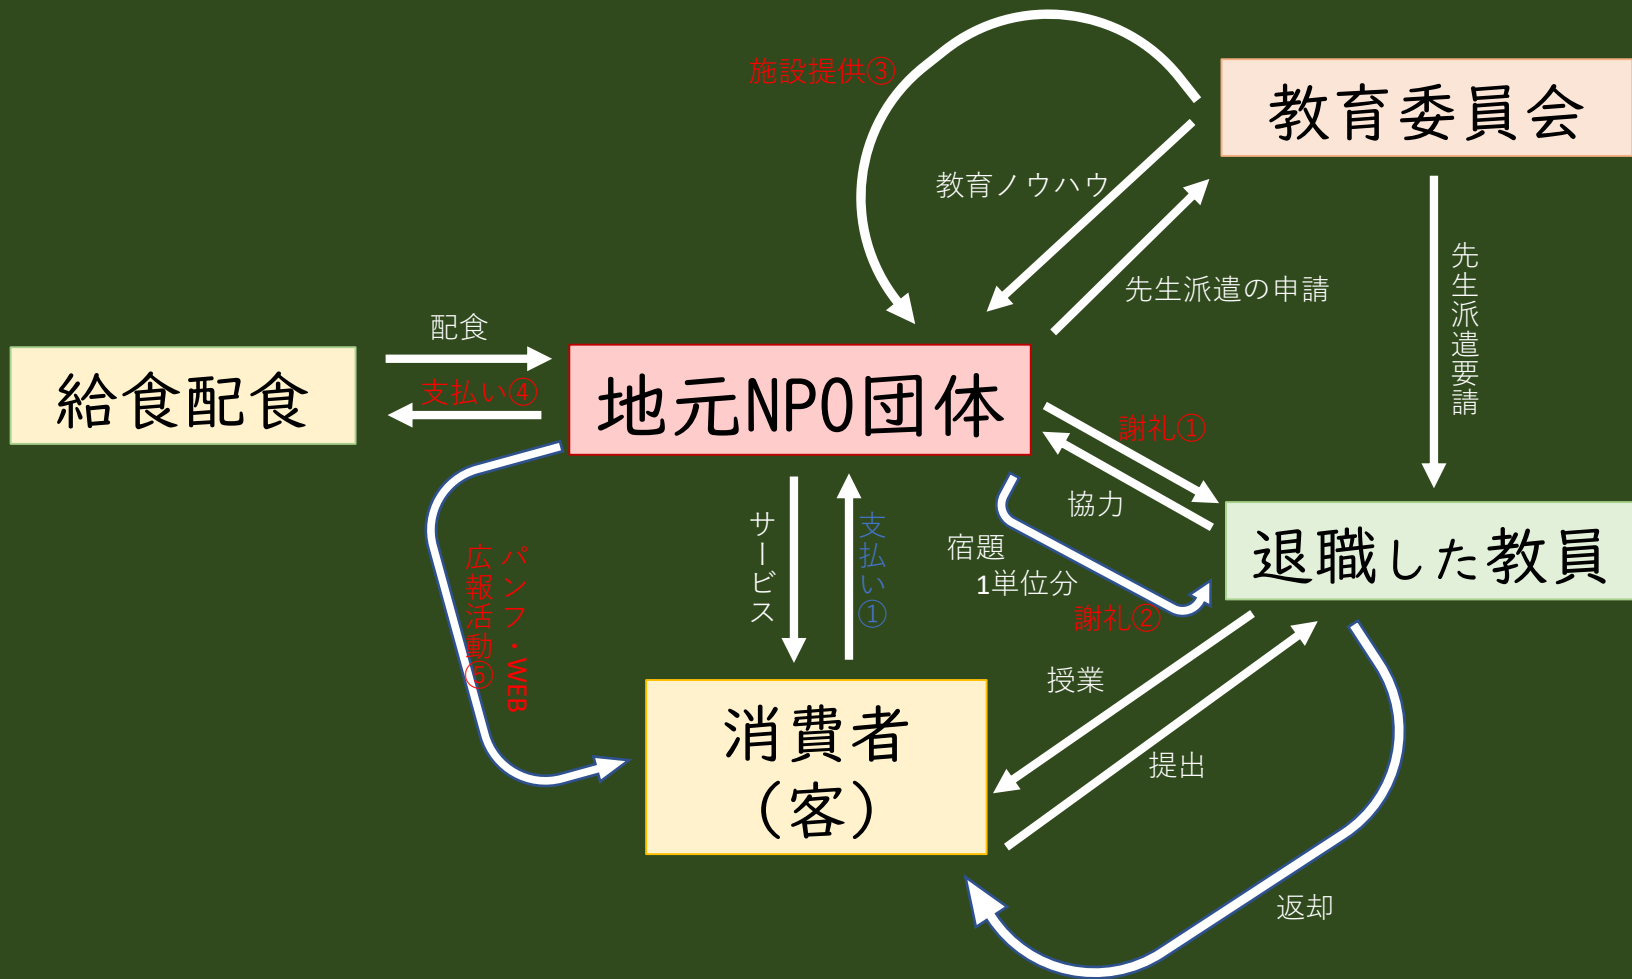 施設提供③
教育委員会
教育ノウハウ
先生派遣の申請
先生派遣要請
配食
給食配食
支払い④
地元NPO団体
謝礼①
協力
退職した教員
宿題
1単位分
謝礼②
サービス
支払い①
パンフ・WEB
広報活動⑤
授業
提出
消費者
（客）
返却